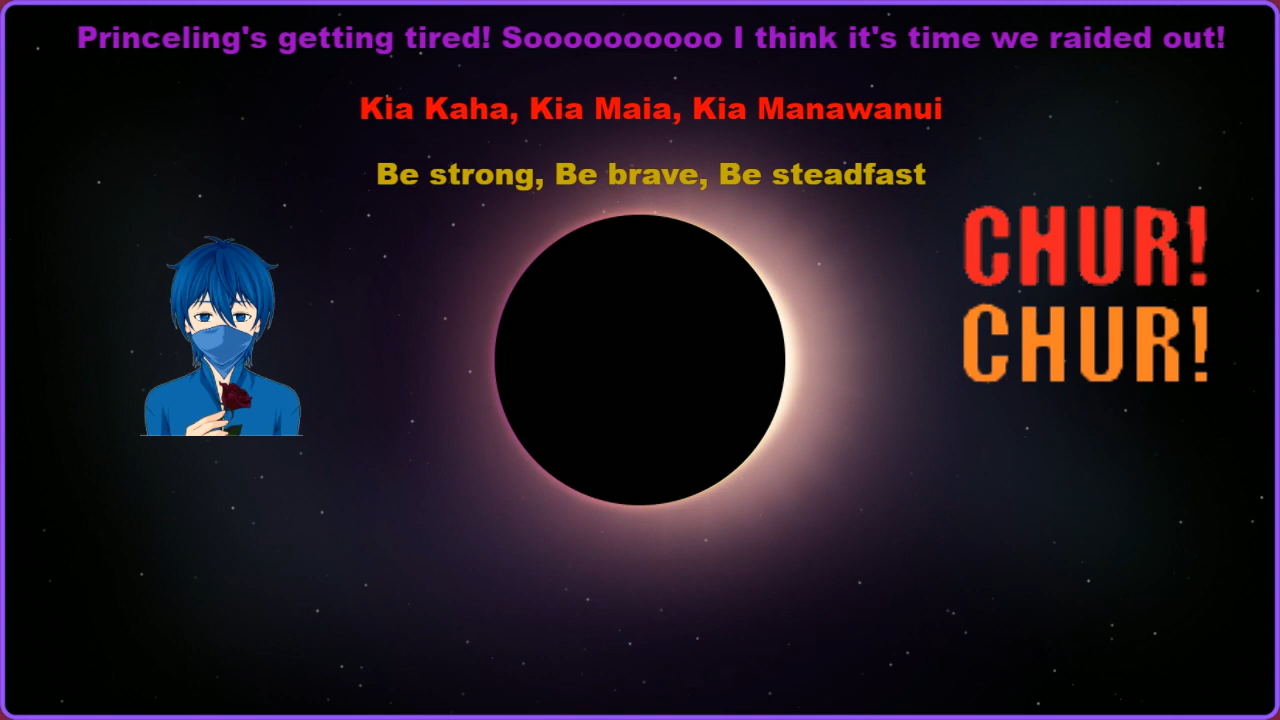 Princeling's getting tired! Soooooooooo I think it's time we raided out!
Kia Kaha, Kia Maia, Kia Manawanui
Be strong, Be brave, Be steadfast
CHUR!
CHUR!